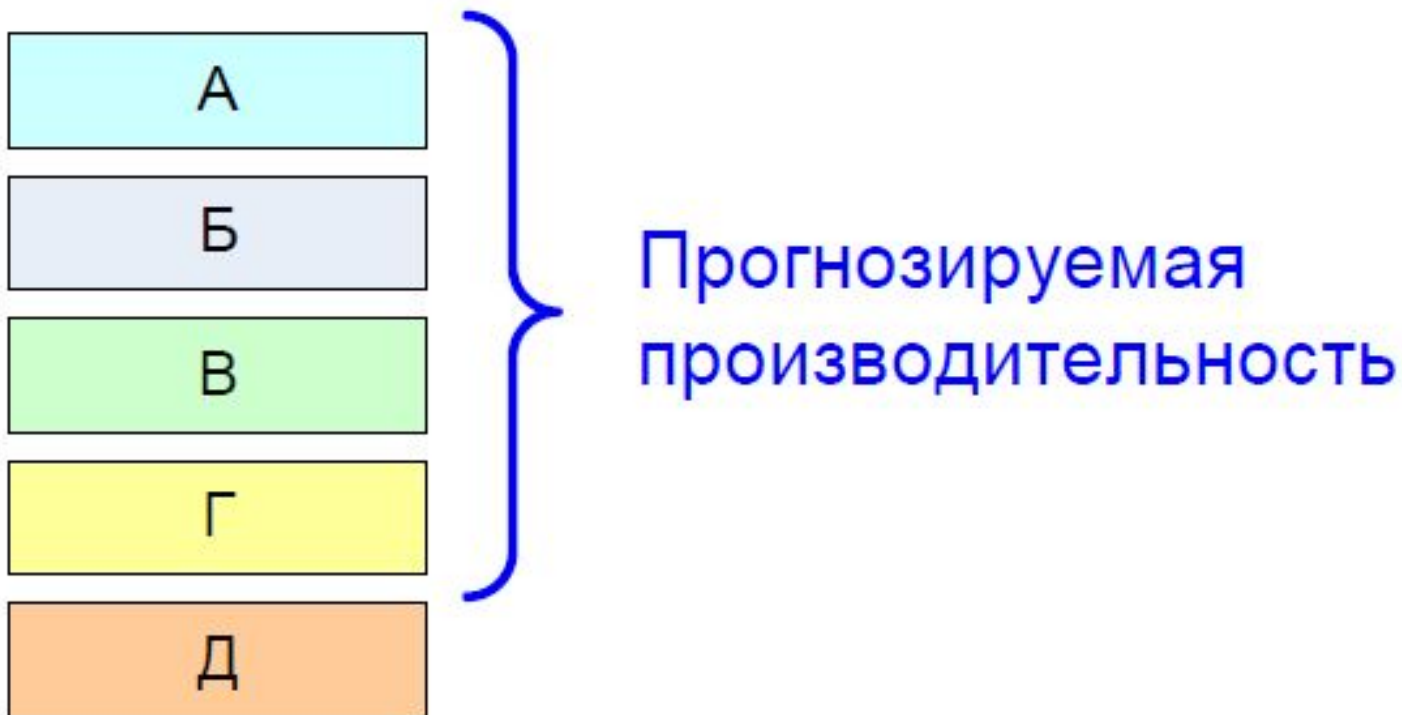 А
Б
В
Г
Д
Прогнозируемая
производительность